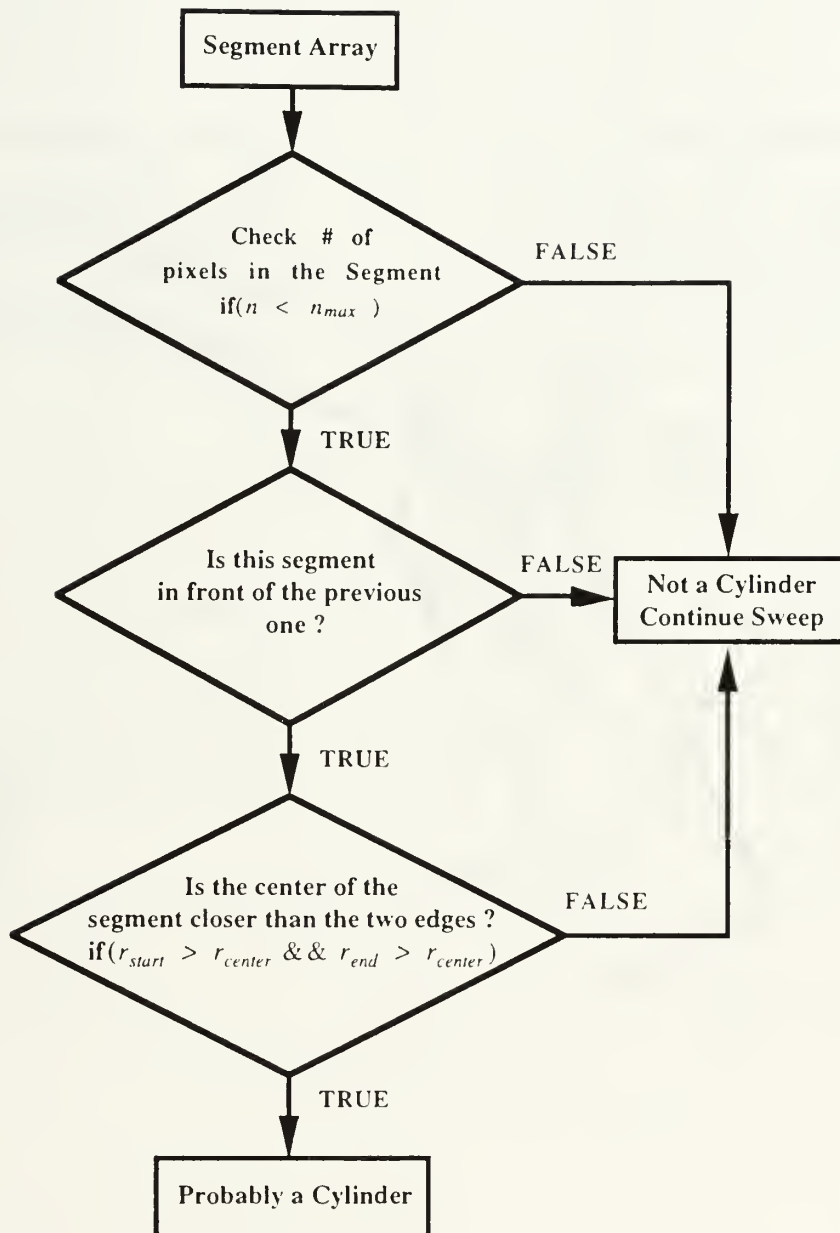 Segment Array
Check # of
pixels in the Segment
if(n < n_max )
FALSE
TRUE
Is this segment
in front of the previous
one ?
FALSE
Not a Cylinder
Continue Sweep
TRUE
Is the center of the
segment closer than the two edges ?
if(r_start > r_center && r_end > r_center)
FALSE
TRUE
Probably a Cylinder